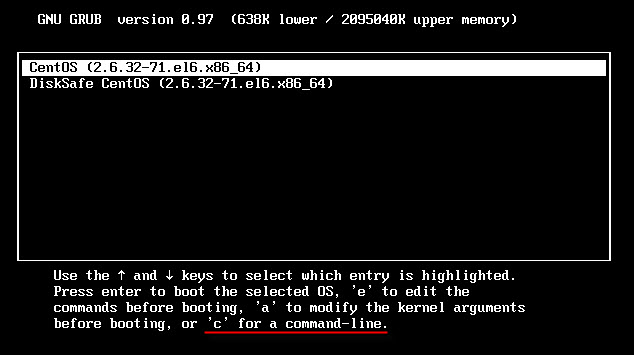 GNU GRUB  version 0.97  (638K lower / 2095040K upper memory)
CentOS (2.6.32-71.el6.x86_64)
DiskSafe CentOS (2.6.32-71.el6.x86_64)
Use the ↑ and ↓ keys to select which entry is highlighted.
Press enter to boot the selected OS, 'e' to edit the
commands before booting, 'a' to modify the kernel arguments
before booting, or 'c' for a command-line.